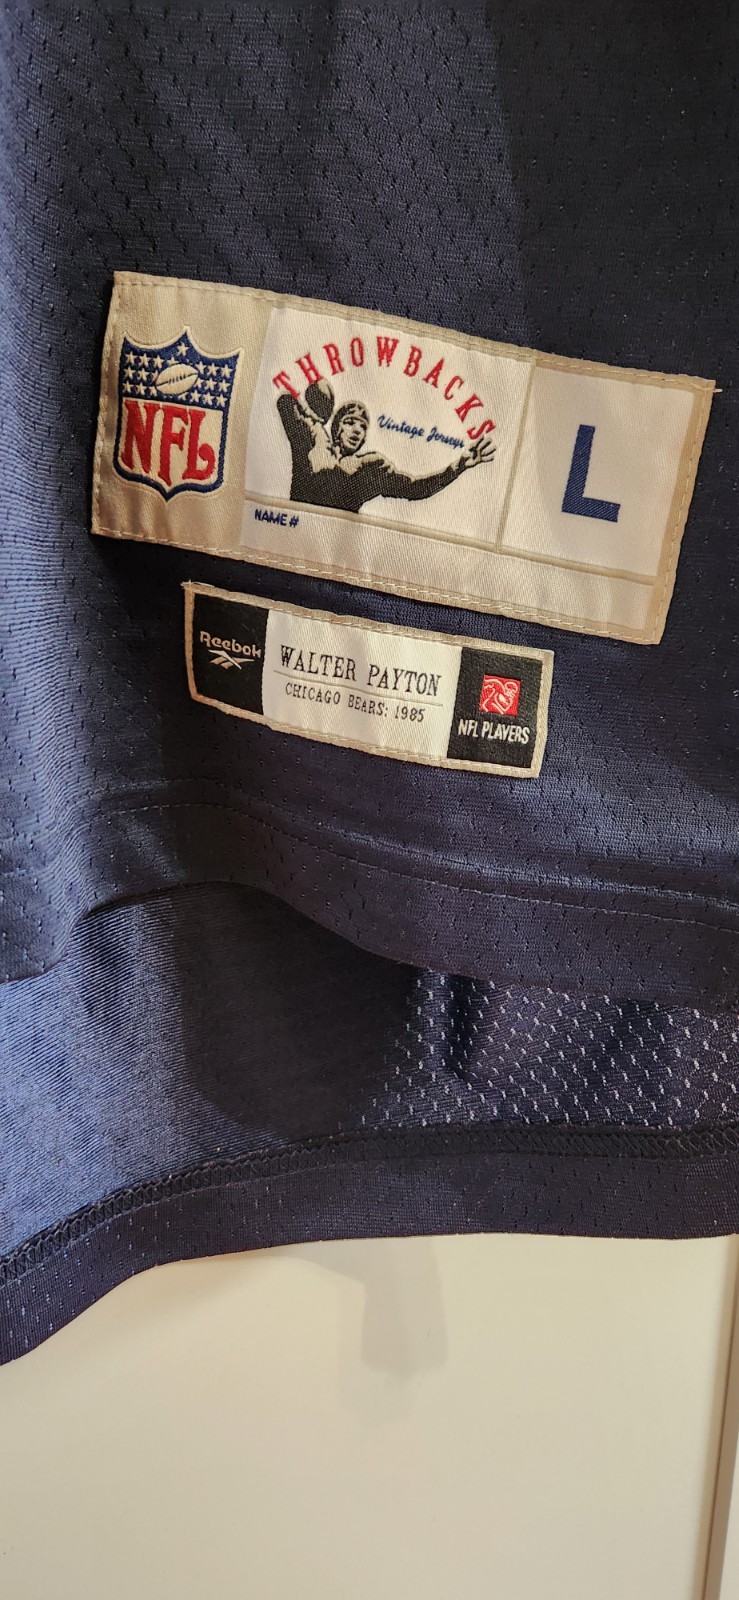 NFL
THROWBACKS
Vintage Jerseys
L
NAME #
Reebok
WALTER PAYTON
CHICAGO BEARS: 1985
NFL PLAYERS